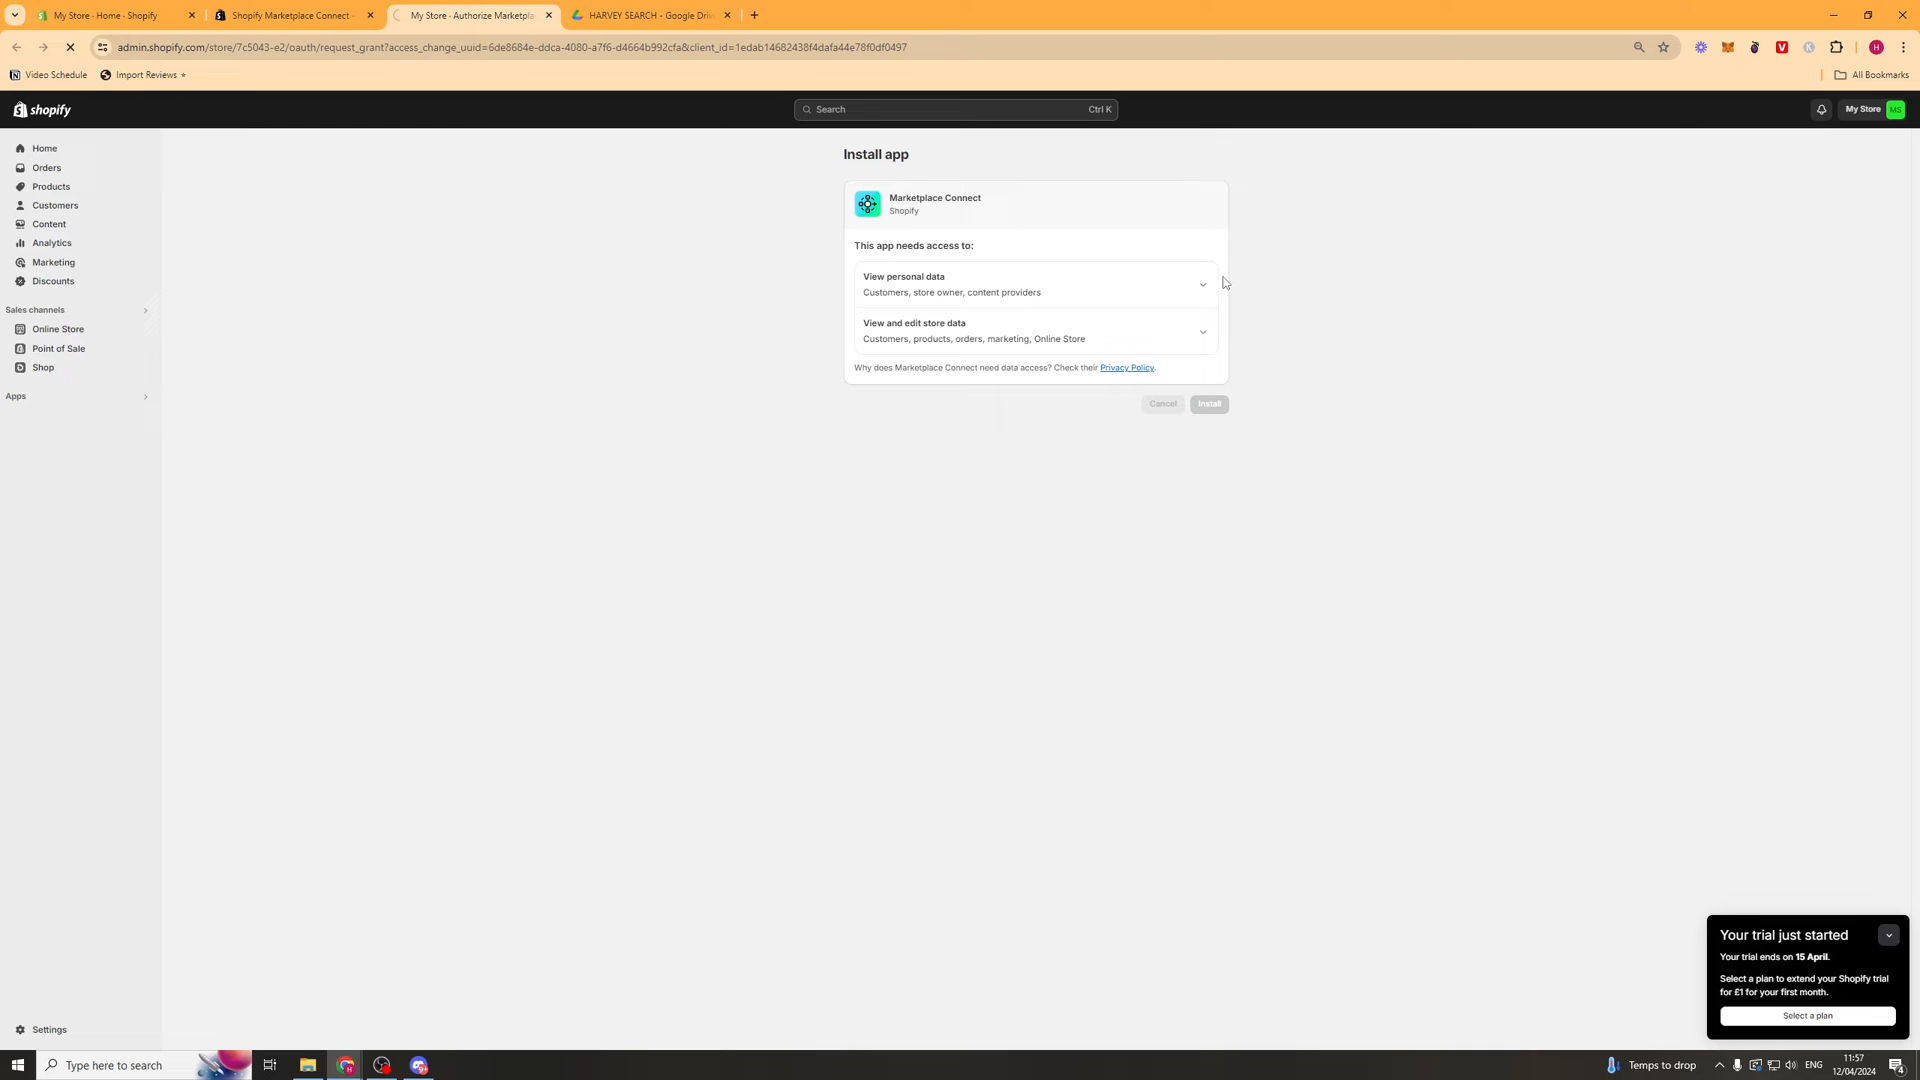 My Store · Home · Shopify
Shopify Marketplace Connect -
My Store · Authorize Marketpla
HARVEY SEARCH - Google Driv
admin.shopify.com/store/7c5043-e2/oauth/request_grant?access_change_uuid=6de8684e-ddca-4080-a7f6-d4664b992cfa&client_id=1edab14682438f4dafa44e78f0df0497
H
Video Schedule
Import Reviews ⭑
All Bookmarks
shopify
Search
Ctrl K
My Store
MS
Home
Orders
Products
Customers
Content
Analytics
Marketing
Discounts
Sales channels
Online Store
Point of Sale
Shop
Apps
Settings
Install app
Marketplace Connect
Shopify
This app needs access to:
View personal data
Customers, store owner, content providers
View and edit store data
Customers, products, orders, marketing, Online Store
Why does Marketplace Connect need data access? Check their Privacy Policy.
Cancel
Install
Your trial just started
Your trial ends on 15 April.
Select a plan to extend your Shopify trial
for £1 for your first month.
Select a plan
Type here to search
Temps to drop
ENG
11:57
12/04/2024
4